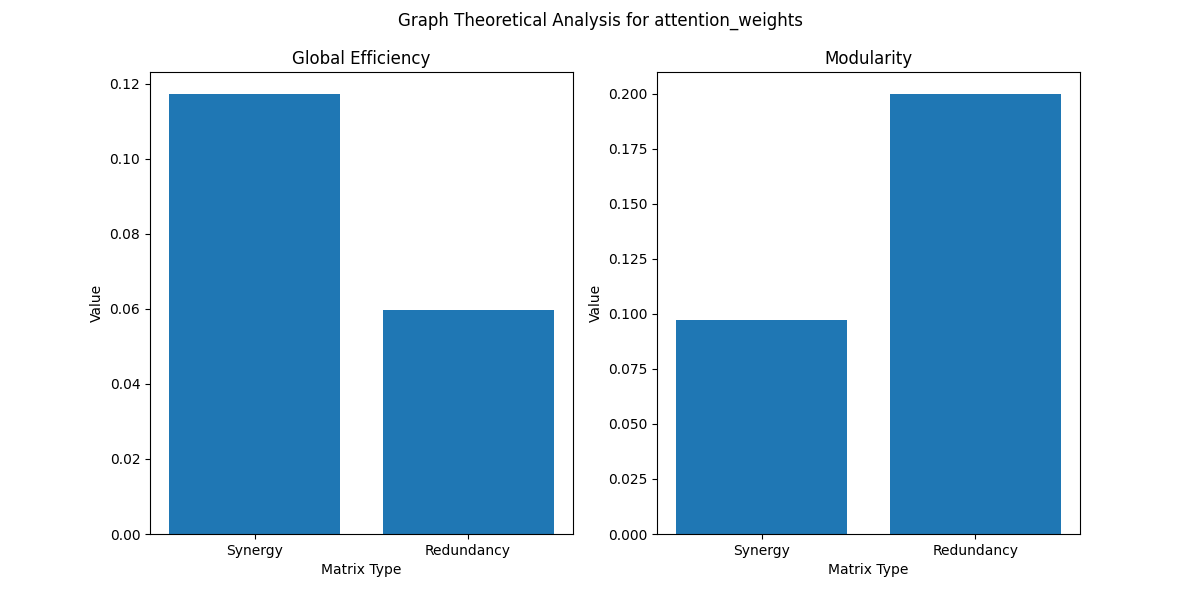 Graph Theoretical Analysis for attention_weights
Global Efficiency
0.12
0.10
0.08
0.06
0.04
0.02
0.00
Value
Synergy Redundancy
Matrix Type
Modularity
0.200
0.175
0.150
0.125
0.100
0.075
0.050
0.025
0.000
Value
Synergy Redundancy
Matrix Type